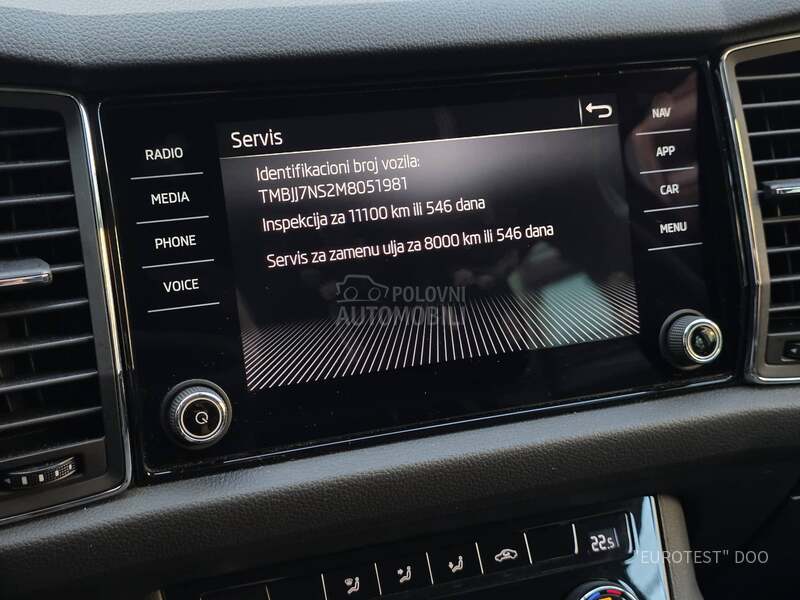 Servis
Identifikacioni broj vozila:
TMBJJ7NS2M8051981
Inspekcija za 11100 km ili 546 dana
Servis za zamenu ulja za 8000 km ili 546 dana
RADIO
MEDIA
PHONE
VOICE
NAV
APP
CAR
MENU
POLOVNI
AUTOMOBILI
22.5
"EUROTEST" DOO